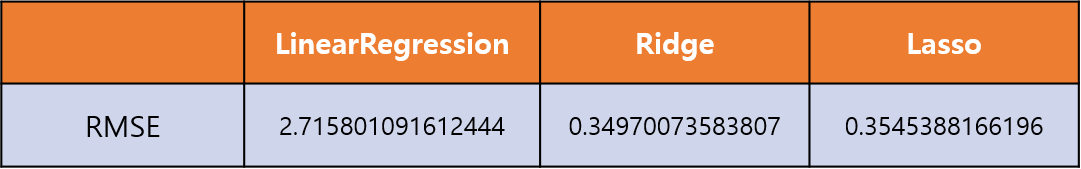 LinearRegression Ridge Lasso
RMSE 2.715801091612444 0.34970073583807 0.3545388166196